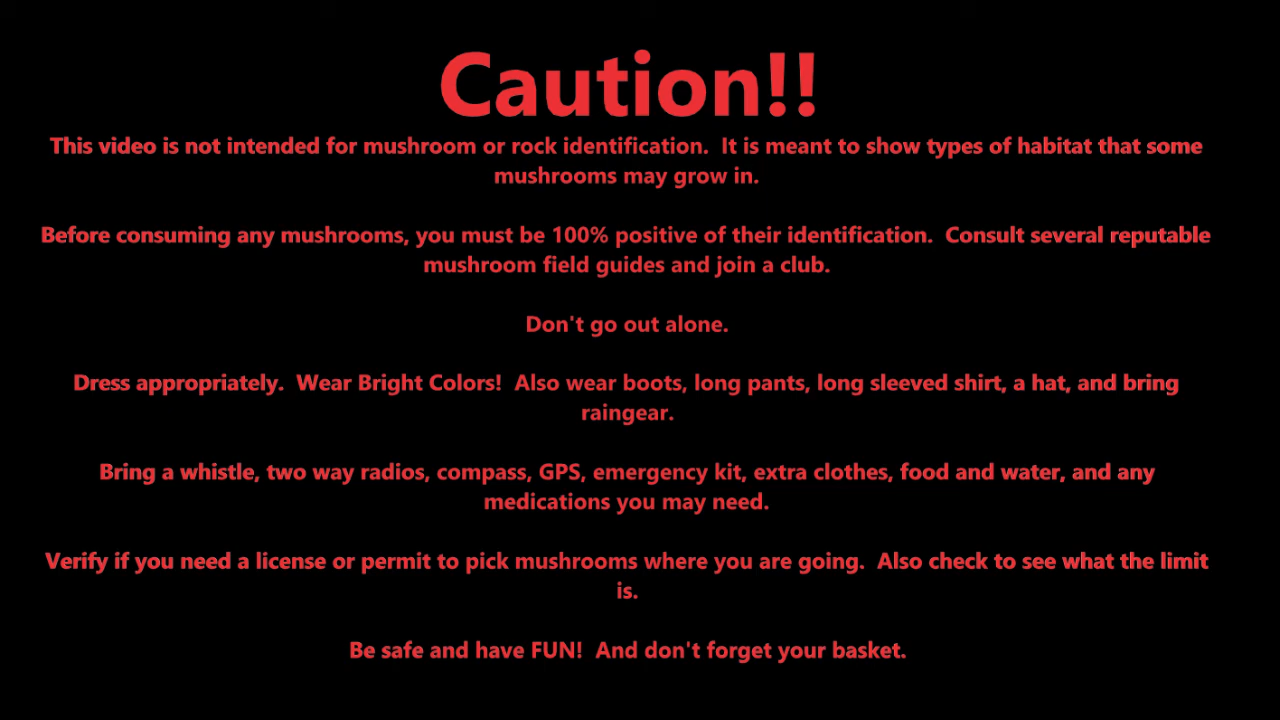 Caution!!
This video is not intended for mushroom or rock identification.  It is meant to show types of habitat that some
mushrooms may grow in.
Before consuming any mushrooms, you must be 100% positive of their identification.  Consult several reputable
mushroom field guides and join a club.
Don't go out alone.
Dress appropriately.  Wear Bright Colors!  Also wear boots, long pants, long sleeved shirt, a hat, and bring
raingear.
Bring a whistle, two way radios, compass, GPS, emergency kit, extra clothes, food and water, and any
medications you may need.
Verify if you need a license or permit to pick mushrooms where you are going.  Also check to see what the limit
is.
Be safe and have FUN!  And don't forget your basket.